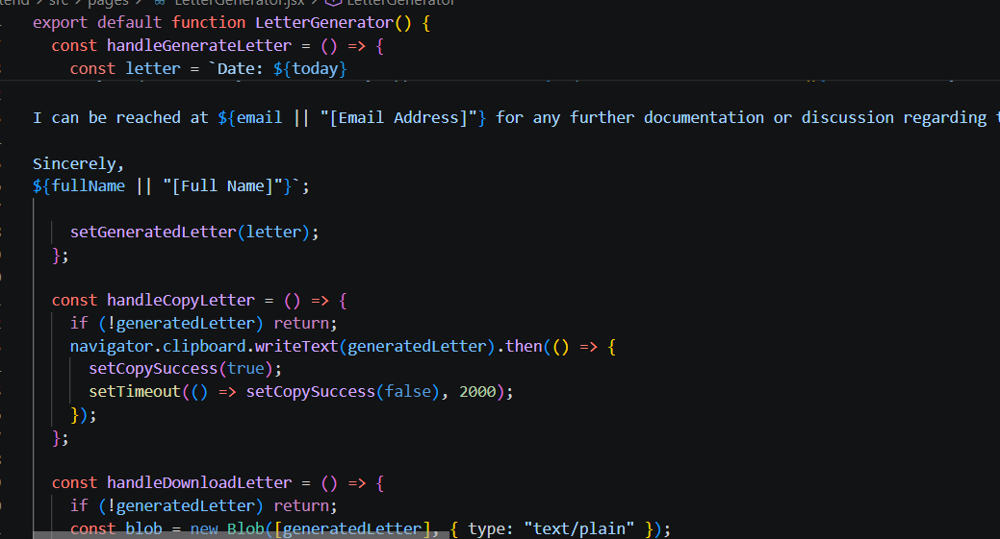 src > pages > LetterGenerator.jsx > LetterGenerator
export default function LetterGenerator() {
const handleGenerateLetter = () => {
const letter = `Date: ${today}
I can be reached at ${email || "[Email Address]"} for any further documentation or discussion regarding
Sincerely,
${fullName || "[Full Name]"}`;
setGeneratedLetter(letter);
};
const handleCopyLetter = () => {
if (!generatedLetter) return;
navigator.clipboard.writeText(generatedLetter).then(() => {
setCopySuccess(true);
setTimeout(() => setCopySuccess(false), 2000);
});
};
const handleDownloadLetter = () => {
if (!generatedLetter) return;
const blob = new Blob([generatedLetter], { type: "text/plain" });